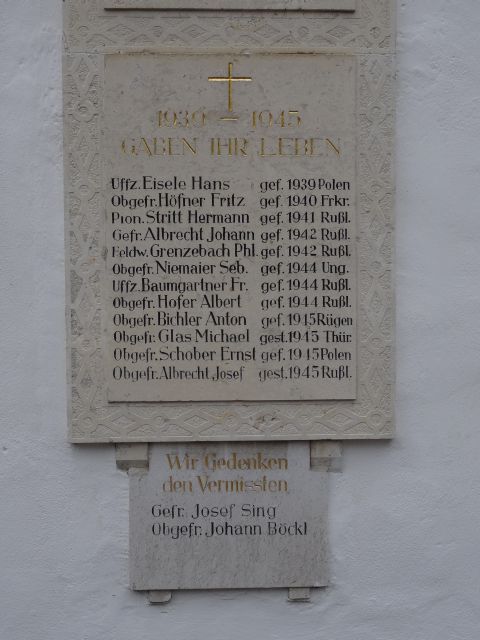 1939 – 1945
GABEN IHR LEBEN
Uffz. Eisele Hans gef. 1939 Polen
Obgefr. Höfner Fritz gef. 1940 Frkr.
Pion. Stritt Hermann gef. 1941 Rußl.
Gefr. Albrecht Johann gef. 1942 Rußl.
Feldw. Grenzebach Phl. gef. 1942 Rußl.
Obgefr. Niemaier Seb. gef. 1944 Ung.
Uffz. Baumgartner Fr. gef. 1944 Rußl.
Obgefr. Hofer Albert gef. 1944 Rußl.
Obgefr. Bichler Anton gef. 1945 Rügen
Obgefr. Glas Michael gest. 1945 Thür.
Obgefr. Schober Ernst gef. 1945 Polen
Obgefr. Albrecht Josef gest. 1945 Rußl.
Wir Gedenken
den Vermissten
Gefr. Josef Sing
Obgefr. Johann Böckl